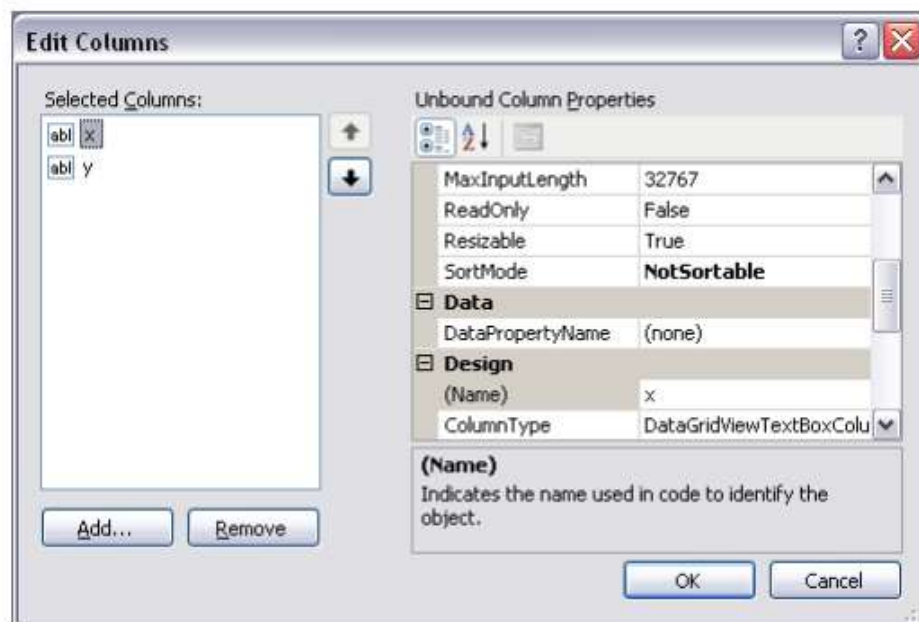 Edit Columns
Selected Columns:
abl x
abl y
Add...
Remove
Unbound Column Properties
MaxInputLength 32767
ReadOnly False
Resizable True
SortMode NotSortable
Data
DataPropertyName (none)
Design
(Name) x
ColumnType DataGridViewTextBoxColu
(Name)
Indicates the name used in code to identify the
object.
OK
Cancel